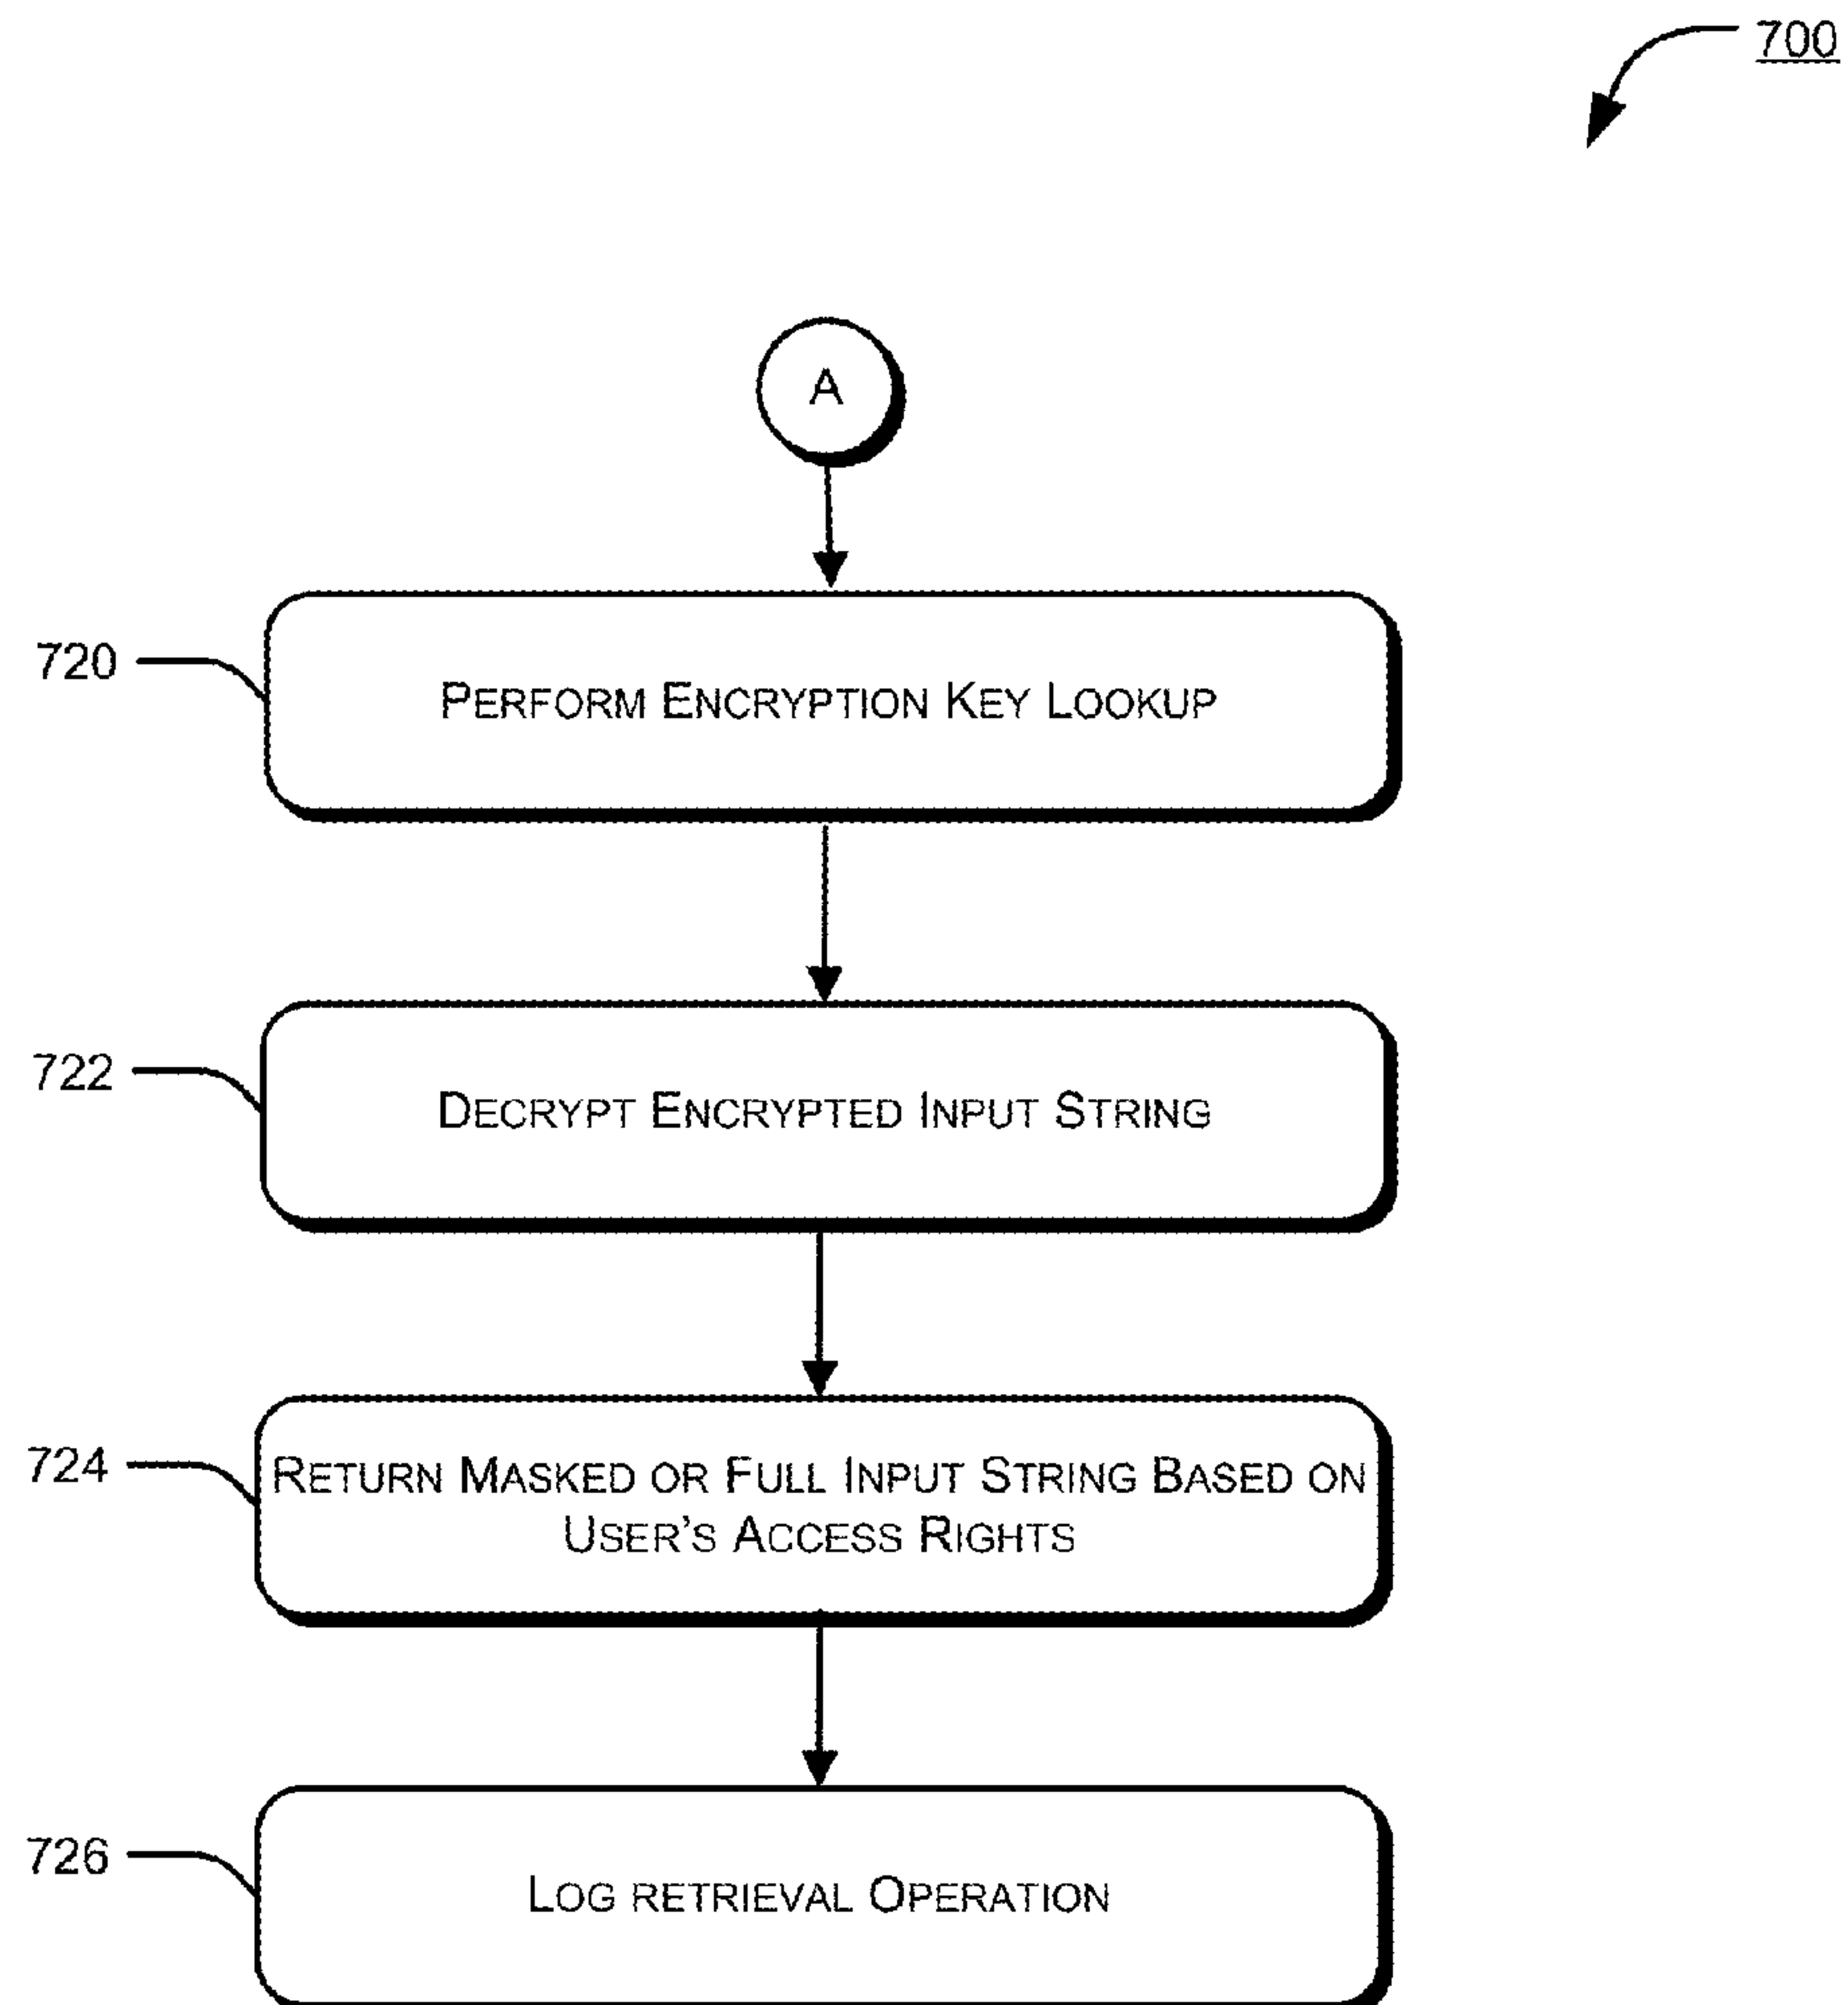 700
A
720
PERFORM ENCRYPTION KEY LOOKUP
722
DECRYPT ENCRYPTED INPUT STRING
724
RETURN MASKED OR FULL INPUT STRING BASED ON
USER'S ACCESS RIGHTS
726
LOG RETRIEVAL OPERATION